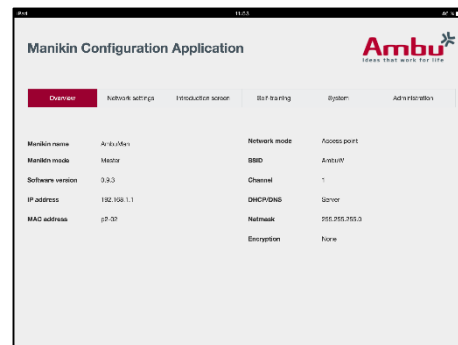 iPad 11:53
Manikin Configuration Application
Ambu
Ideas that work for life
Overview Network settings Introduction screen Self-training System Administration
Manikin name AmbuMan
Manikin mode Master
Software version 0.9.3
IP address 192.168.1.1
MAC address p2-02
Network mode Access point
SSID AmbuW
Channel 1
DHCP/DNS Server
Netmask 255.255.255.0
Encryption None